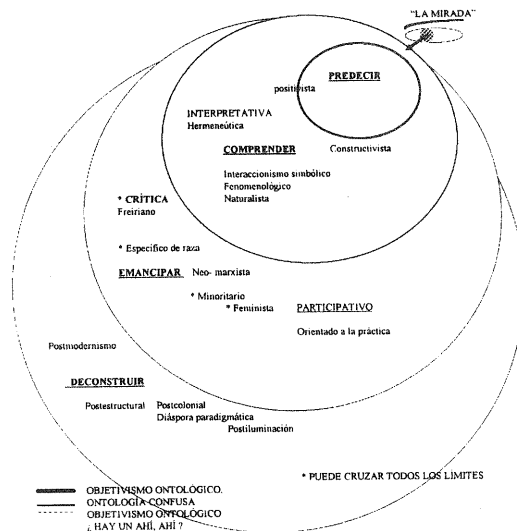 "LA MIRADA"
PREDECIR
positivista
INTERPRETATIVA
Hermeneútica
COMPRENDER
Constructivista
Interaccionismo simbólico
Fenomenológico
Naturalista
* CRÍTICA
Freiriano
* Especifico de raza
EMANCIPAR Neo- marxista
* Minoritario
* Feminista
PARTICIPATIVO
Orientado a la práctica
Postmodernismo
DECONSTRUIR
Postestructural Postcolonial
Diáspora paradigmática
Postiluminación
* PUEDE CRUZAR TODOS LOS LIMITES
OBJETIVISMO ONTOLÓGICO.
ONTOLOGÍA CONFUSA
OBJETIVISMO ONTOLÓGICO
¿ HAY UN AHÍ, AHÍ ?